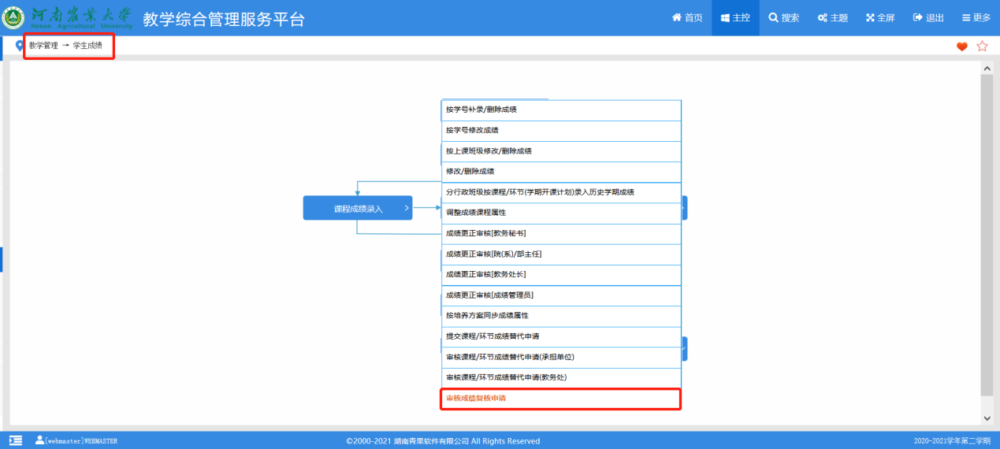 河南农业大学
Henan Agricultural University
教学综合管理服务平台
首页 主控 搜索 主题 全屏 退出 更多
教学管理 → 学生成绩
按学号补录/删除成绩
按学号修改成绩
按上课班级修改/删除成绩
修改/删除成绩
分行政班级按课程/环节(学期开课计划)录入历史学期成绩
课程成绩录入
调整成绩课程属性
成绩更正审核[教务秘书]
成绩更正审核[院(系)/部主任]
成绩更正审核[教务处长]
成绩更正审核[成绩管理员]
按培养方案同步成绩属性
提交课程/环节成绩替代申请
审核课程/环节成绩替代申请(承担单位)
审核课程/环节成绩替代申请(教务处)
审核成绩复核申请
[webmaster]WEBMASTER
©2000-2021 湖南青果软件有限公司 All Rights Reserved
2020-2021学年第二学期